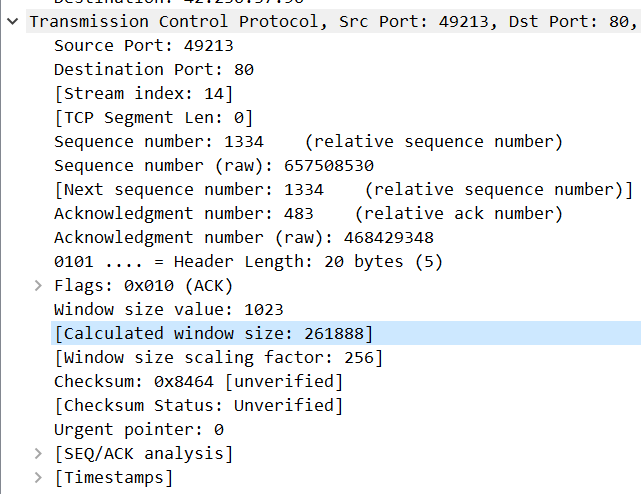 Transmission Control Protocol, Src Port: 49213, Dst Port: 80,
Source Port: 49213
Destination Port: 80
[Stream index: 14]
[TCP Segment Len: 0]
Sequence number: 1334    (relative sequence number)
Sequence number (raw): 657508530
[Next sequence number: 1334    (relative sequence number)]
Acknowledgment number: 483    (relative ack number)
Acknowledgment number (raw): 468429348
0101 .... = Header Length: 20 bytes (5)
Flags: 0x010 (ACK)
Window size value: 1023
[Calculated window size: 261888]
[Window size scaling factor: 256]
Checksum: 0x8464 [unverified]
[Checksum Status: Unverified]
Urgent pointer: 0
[SEQ/ACK analysis]
[Timestamps]